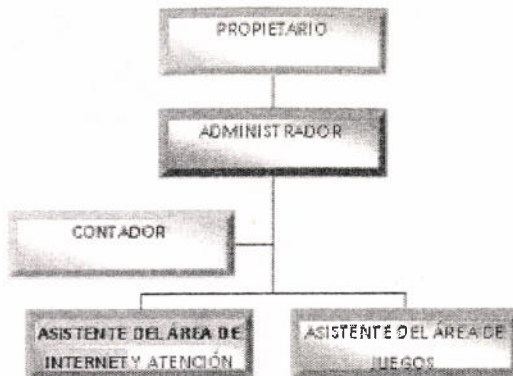 PROPIETARIO
ADMINISTRADOR
CONTADOR
ASISTENTE DEL ÁREA DE
INTERNET Y ATENCIÓN
ASISTENTE DEL ÁREA DE
JUEGOS